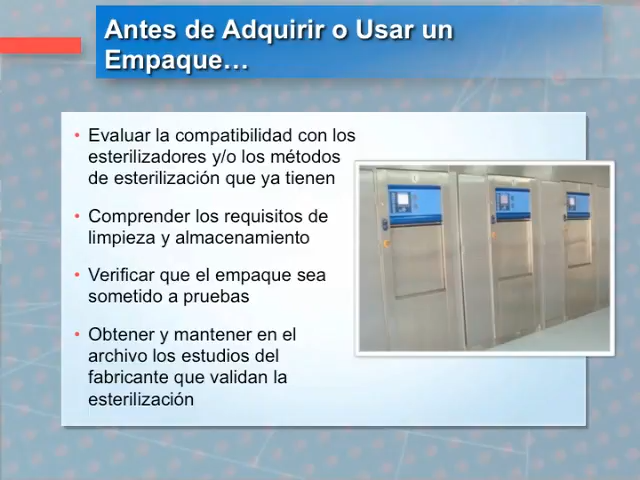 Antes de Adquirir o Usar un
Empaque…
• Evaluar la compatibilidad con los
esterilizadores y/o los métodos
de esterilización que ya tienen
• Comprender los requisitos de
limpieza y almacenamiento
• Verificar que el empaque sea
sometido a pruebas
• Obtener y mantener en el
archivo los estudios del
fabricante que validan la
esterilización